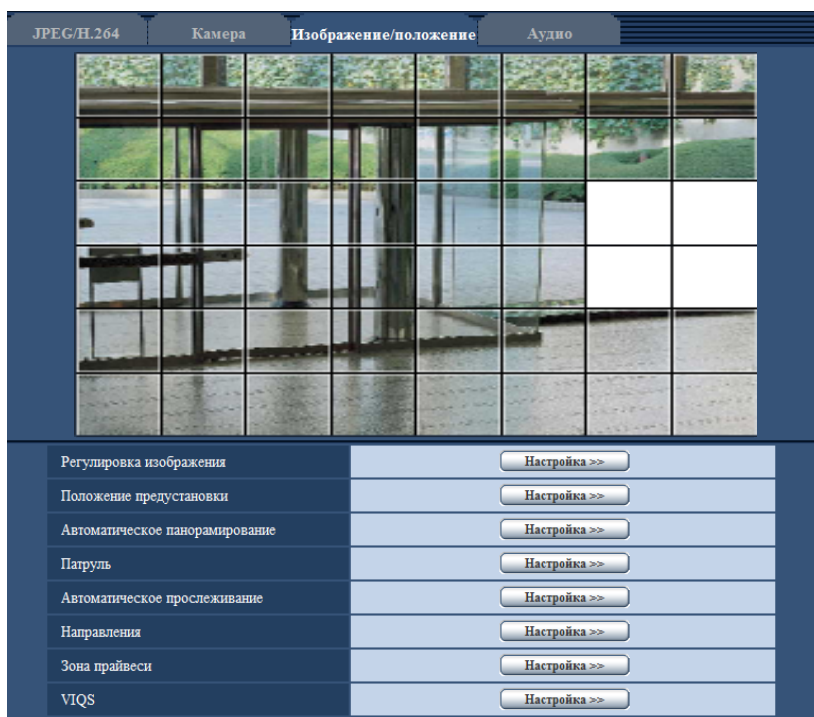 JPEG/H.264 Камера Изображение/положение Аудио
Регулировка изображения Настройка >>
Положение предустановки Настройка >>
Автоматическое панорамирование Настройка >>
Патруль Настройка >>
Автоматическое прослеживание Настройка >>
Направления Настройка >>
Зона прайвеси Настройка >>
VIQS Настройка >>